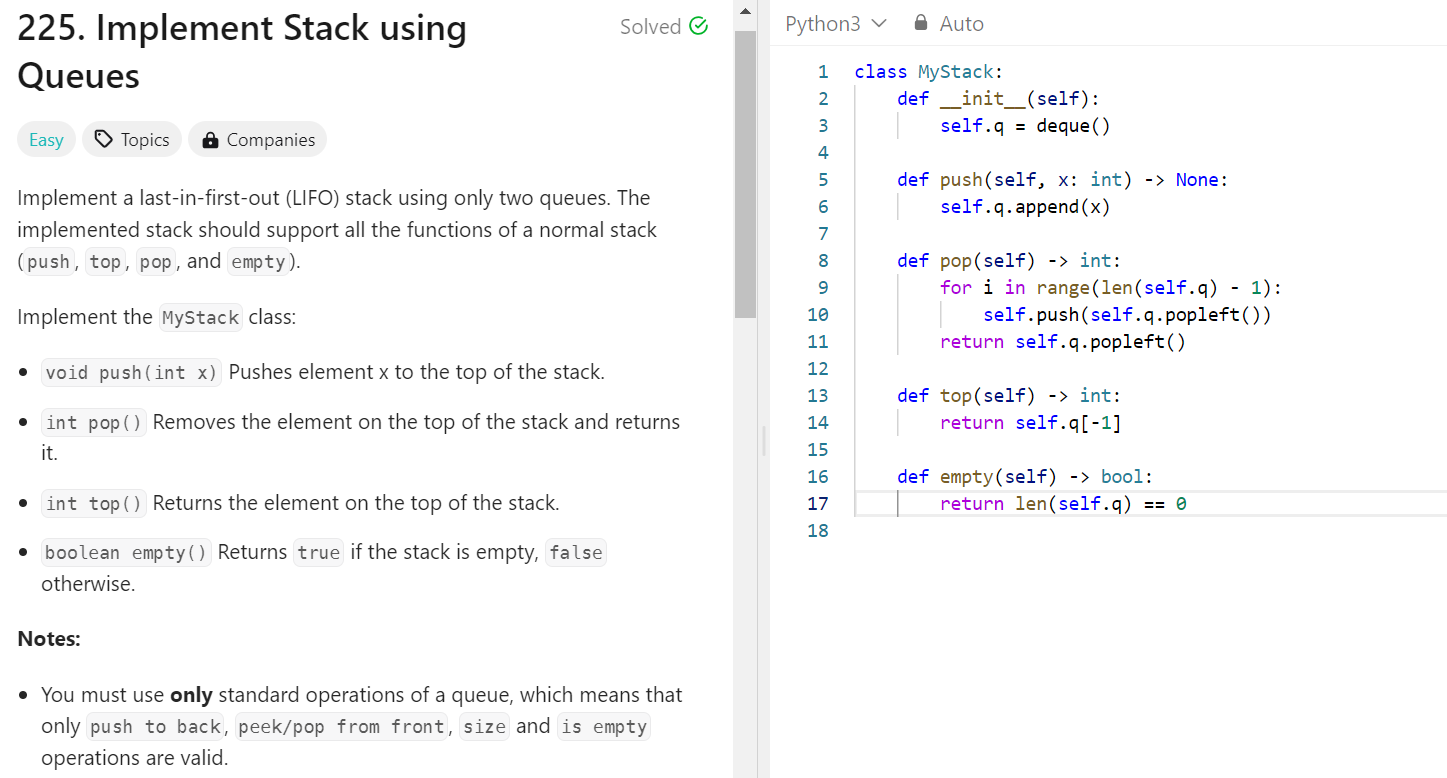 225. Implement Stack using
Queues
Solved
Easy
Topics
Companies
Implement a last-in-first-out (LIFO) stack using only two queues. The
implemented stack should support all the functions of a normal stack
(push, top, pop, and empty).
Implement the MyStack class:
• void push(int x) Pushes element x to the top of the stack.
• int pop() Removes the element on the top of the stack and returns
it.
• int top() Returns the element on the top of the stack.
• boolean empty() Returns true if the stack is empty, false
otherwise.
Notes:
• You must use only standard operations of a queue, which means that
only push to back, peek/pop from front, size and is empty
operations are valid.
Python3
Auto
1 class MyStack:
2     def __init__(self):
3         self.q = deque()
4
5     def push(self, x: int) -> None:
6         self.q.append(x)
7
8     def pop(self) -> int:
9         for i in range(len(self.q) - 1):
10             self.push(self.q.popleft())
11         return self.q.popleft()
12
13     def top(self) -> int:
14         return self.q[-1]
15
16     def empty(self) -> bool:
17         return len(self.q) == 0
18